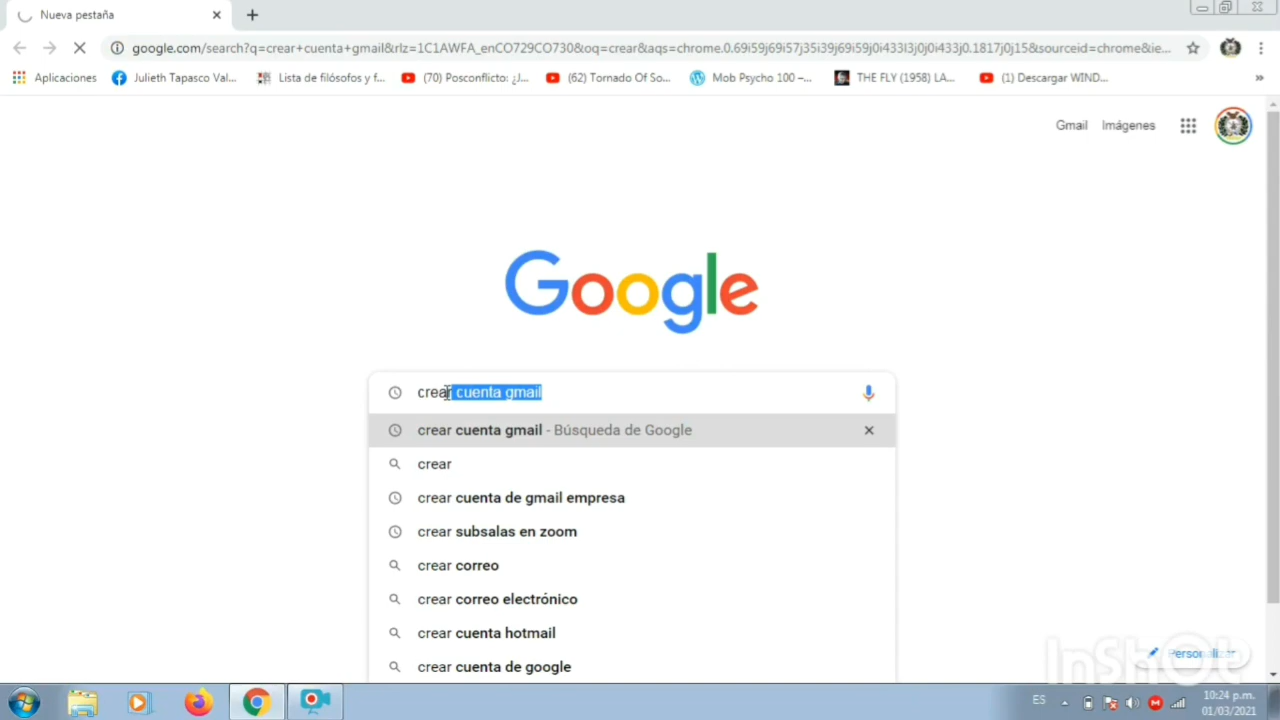 Nueva pestaña
google.com/search?q=crear+cuenta+gmail&rlz=1C1AWFA_enCO729CO730&oq=crear&aqs=chrome.0.69i59j69i57j35i39j69i59j0i433l3j0j0i433j0.1817j0j15&sourceid=chrome&ie...
Aplicaciones Julieth Tapasco Val... Lista de filósofos y f... (70) Posconflicto: ¿J... (62) Tornado Of So... Mob Psycho 100 –... THE FLY (1958) LA... (1) Descargar WIND... »
Gmail Imágenes
Google
crear cuenta gmail
crear cuenta gmail - Búsqueda de Google
crear
crear cuenta de gmail empresa
crear subsalas en zoom
crear correo
crear correo electrónico
crear cuenta hotmail
crear cuenta de google
Personalizar
InShOt
ES 10:24 p.m.
01/03/2021